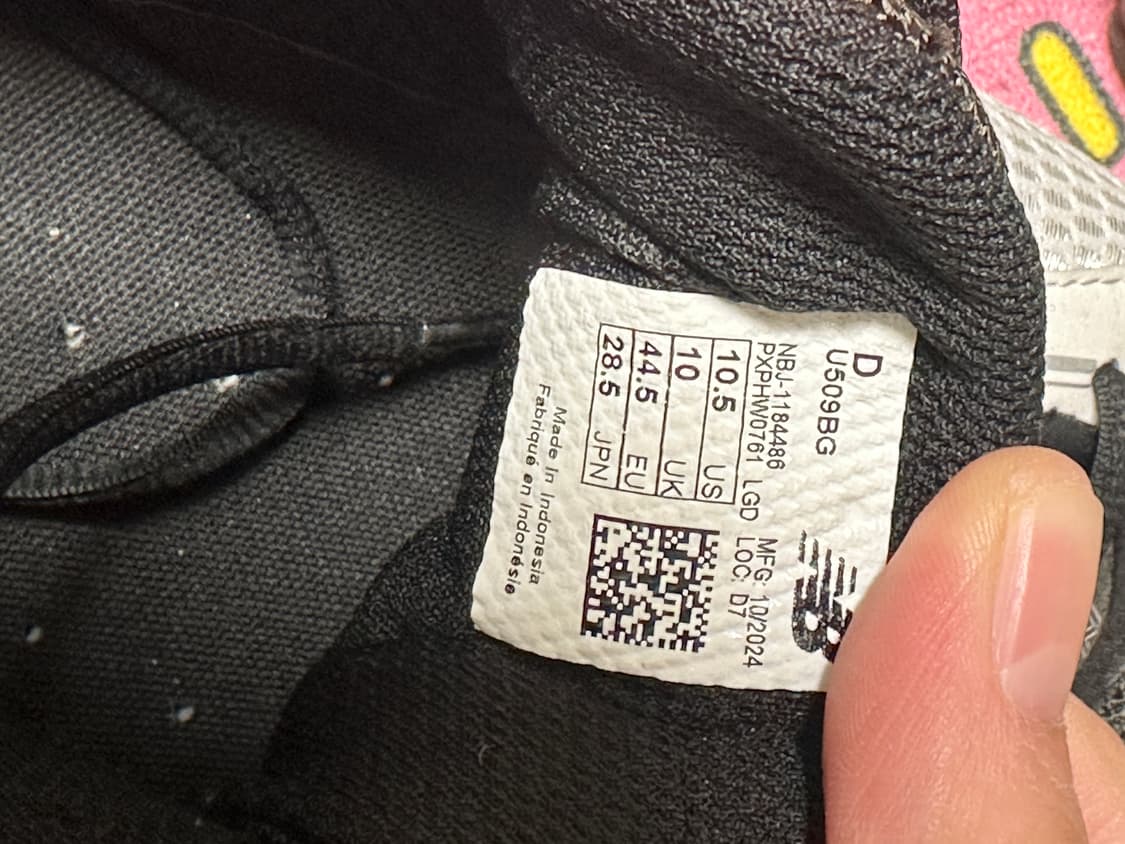 D
U509BG
NBJ-1184486 MFG: 10/2024
PXPHW0761 LGD LOC: D7
10.5 US
10 UK
44.5 EU
28.5 JPN
Made In Indonesia
Fabriqué en Indonésie
NB